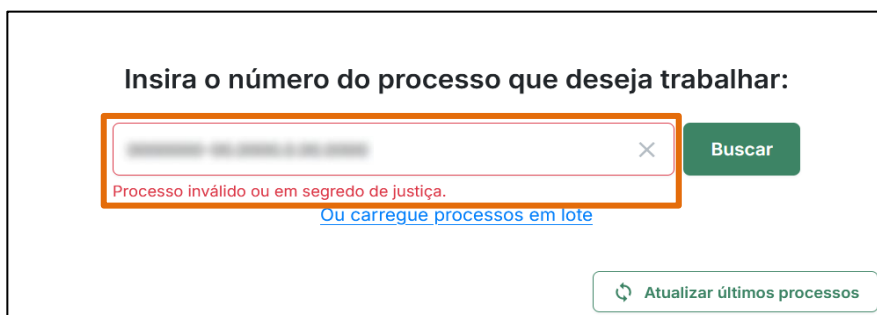 Insira o número do processo que deseja trabalhar:
Buscar
Processo inválido ou em segredo de justiça.
Ou carregue processos em lote
Atualizar últimos processos